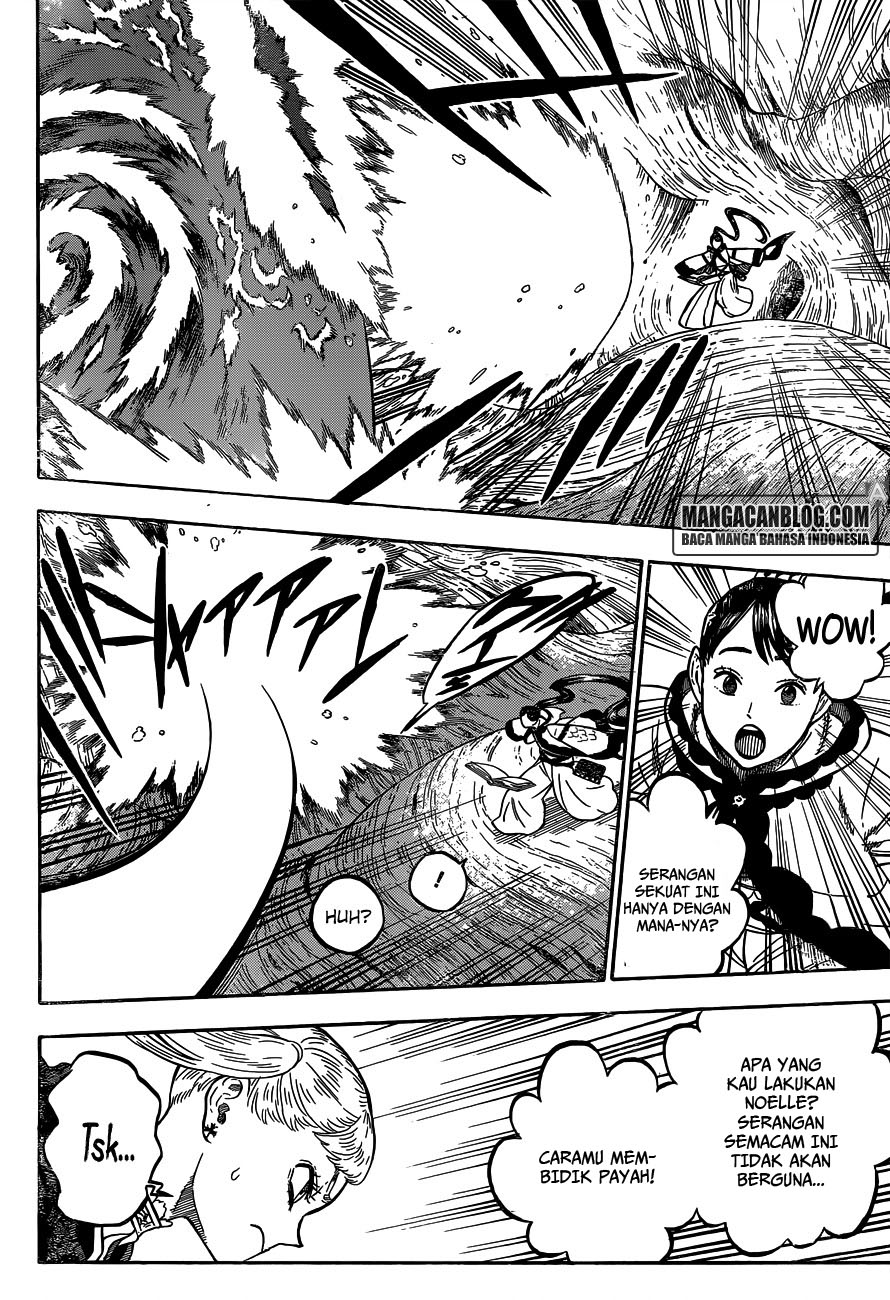 MANGACANBLOG.COM
BACA MANGA BAHASA INDONESIA
WOW!
SERANGAN
SEKUAT INI
HANYA DENGAN
MANA-NYA?
!
HUH?
APA YANG
KAU LAKUKAN
NOELLE?
SERANGAN
SEMACAM INI
TIDAK AKAN
BERGUNA...
CARAMU MEM-
BIDIK PAYAH!
Tsk...